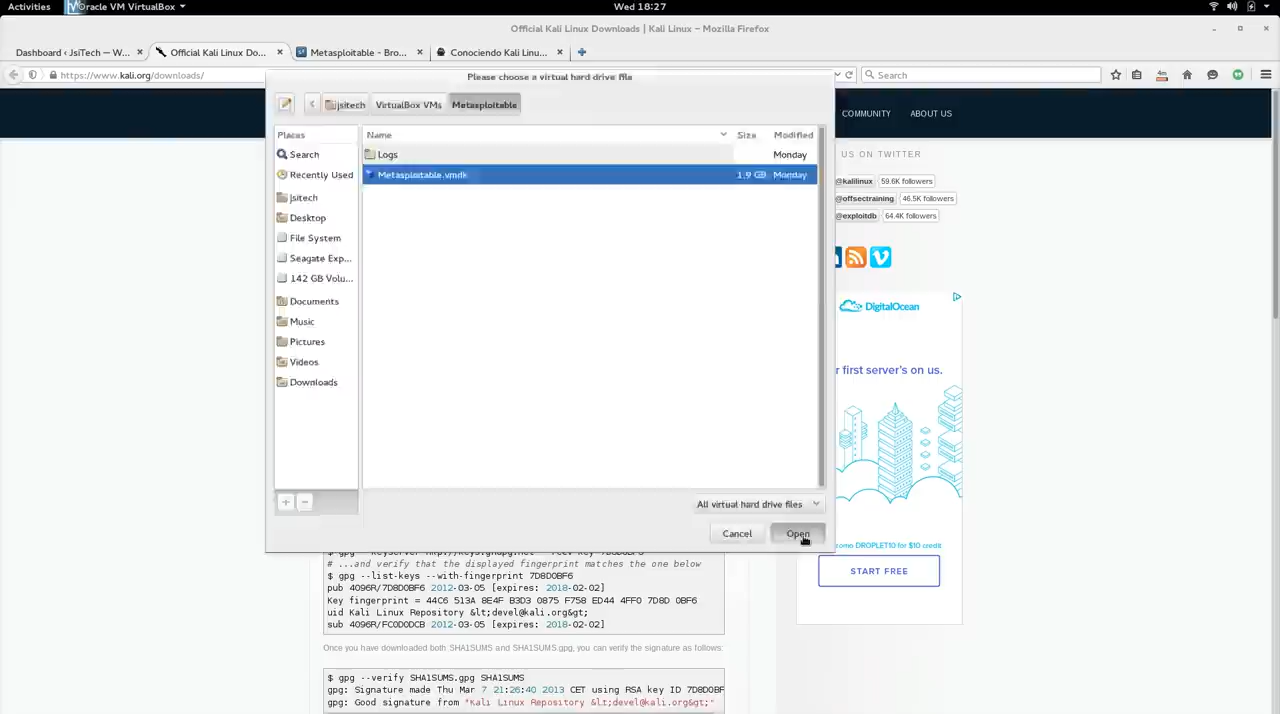 Activities
Oracle VM VirtualBox
Wed 18:27
Official Kali Linux Downloads | Kali Linux – Mozilla Firefox
Dashboard ‹ JsiTech — W... ×
Official Kali Linux Do... ×
Metasploitable - Bro... ×
Conociendo Kali Linu... ×
https://www.kali.org/downloads/
Search
Please choose a virtual hard drive file
jsitech
VirtualBox VMs
Metasploitable
Places
Name
Size
Modified
Search
Logs
Monday
Recently Used
Metasploitable.vmdk
1.9 GB
Monday
jsitech
Desktop
File System
Seagate Exp...
142 GB Volu...
Documents
Music
Pictures
Videos
Downloads
All virtual hard drive files
Cancel
Open
COMMUNITY
ABOUT US
US ON TWITTER
@kalilinux
59.6K followers
@offsectraining
46.5K followers
@exploitdb
64.4K followers
DigitalOcean
r first server's on us.
omo DROPLET10 for $10 credit
START FREE
# ...and verify that the displayed fingerprint matches the one below
$ gpg --list-keys --with-fingerprint 7D8D0BF6
pub 4096R/7D8D0BF6 2012-03-05 [expires: 2018-02-02]
Key fingerprint = 44C6 513A 8E4F B3D3 0875 F758 ED44 4FF0 7D8D 0BF6
uid Kali Linux Repository &lt;devel@kali.org&gt;
sub 4096R/FC0D0DCB 2012-03-05 [expires: 2018-02-02]
Once you have downloaded both SHA1SUMS and SHA1SUMS.gpg, you can verify the signature as follows:
$ gpg --verify SHA1SUMS.gpg SHA1SUMS
gpg: Signature made Thu Mar 7 21:26:40 2013 CET using RSA key ID 7D8D0BF
gpg: Good signature from "Kali Linux Repository &lt;devel@kali.org&gt;"